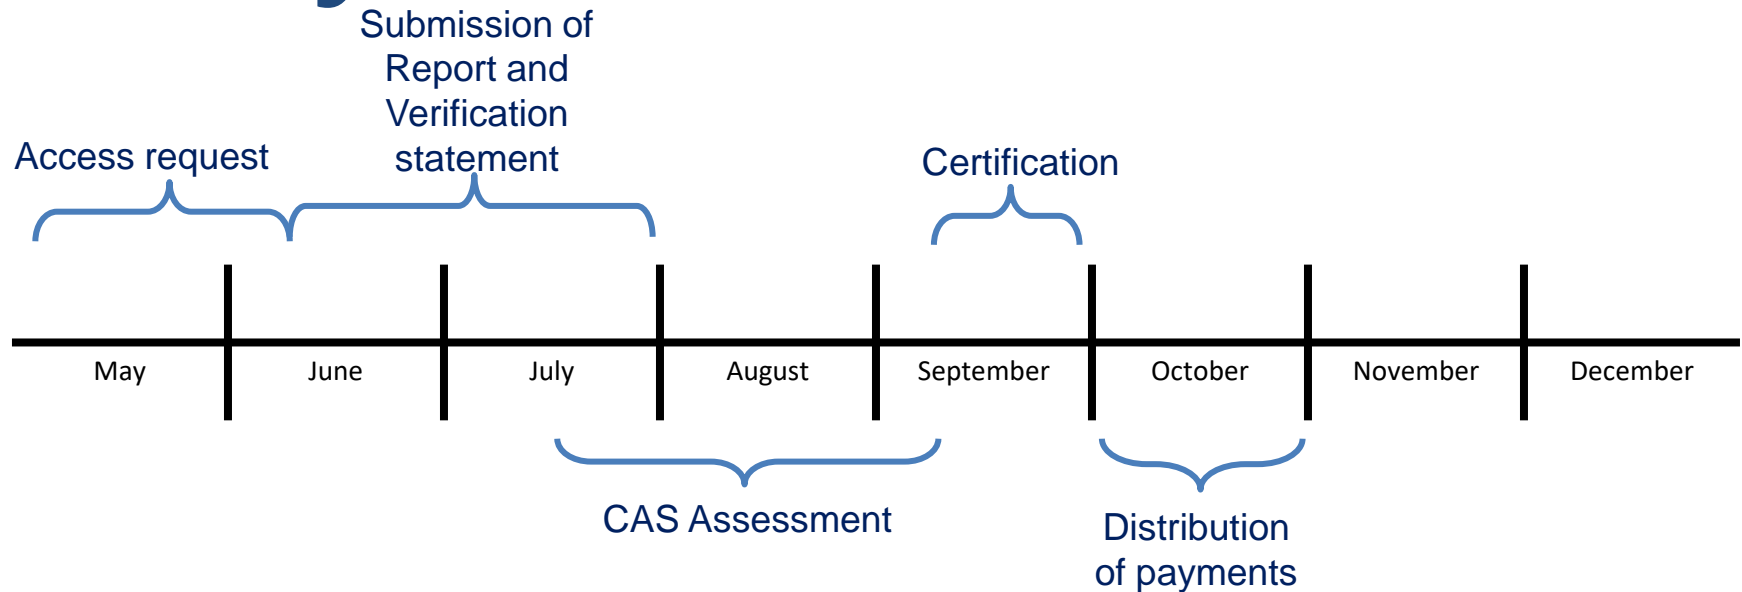 Submission of
Report and
Verification
statement
Access request
Certification
May
June
July
August
September
October
November
December
CAS Assessment
Distribution
of payments